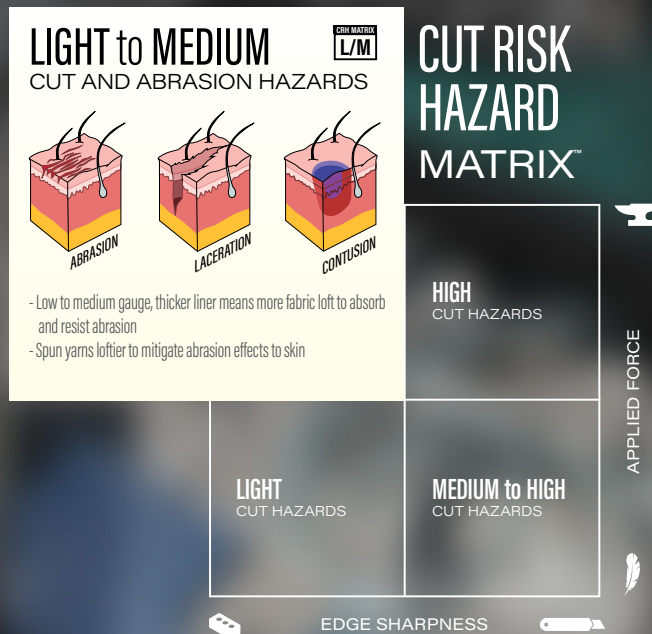 LIGHT to MEDIUM
CUT AND ABRASION HAZARDS
CRH MATRIX
L/M
ABRASION
LACERATION
CONTUSION
- Low to medium gauge, thicker liner means more fabric loft to absorb
and resist abrasion
- Spun yarns loftier to mitigate abrasion effects to skin
CUT RISK
HAZARD
MATRIX™
HIGH
CUT HAZARDS
LIGHT
CUT HAZARDS
MEDIUM to HIGH
CUT HAZARDS
APPLIED FORCE
EDGE SHARPNESS